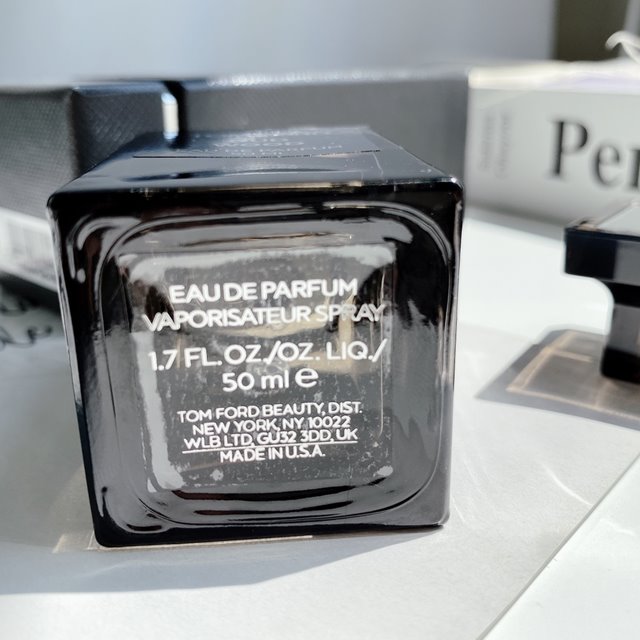 EAU DE PARFUM
VAPORISATEUR SPRAY
1.7 FL.OZ./OZ. LIQ./
50 ml e
TOM FORD BEAUTY, DIST.
NEW YORK, NY 10022
WLB LTD, GU32 3DD, UK
MADE IN U.S.A.
Per